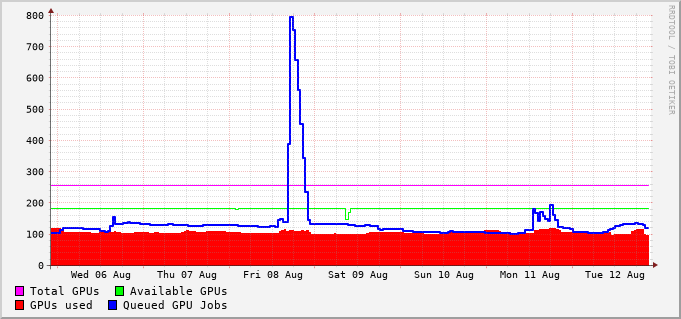 800
700
600
500
400
300
200
100
0
Wed 06 Aug Thu 07 Aug Fri 08 Aug Sat 09 Aug Sun 10 Aug Mon 11 Aug Tue 12 Aug
Total GPUs Available GPUs
GPUs used Queued GPU Jobs
RRDTOOL / TOBI OETIKER